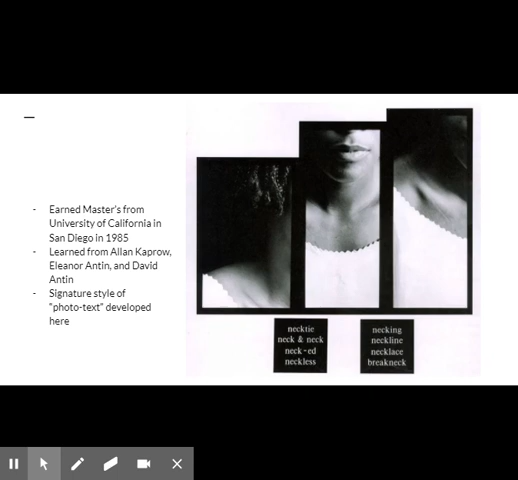 - Earned Master's from
University of California in
San Diego in 1985
- Learned from Allan Kaprow,
Eleanor Antin, and David
Antin
- Signature style of
"photo-text" developed
here
necktie
neck & neck
neck-ed
neckless
necking
neckline
necklace
breakneck